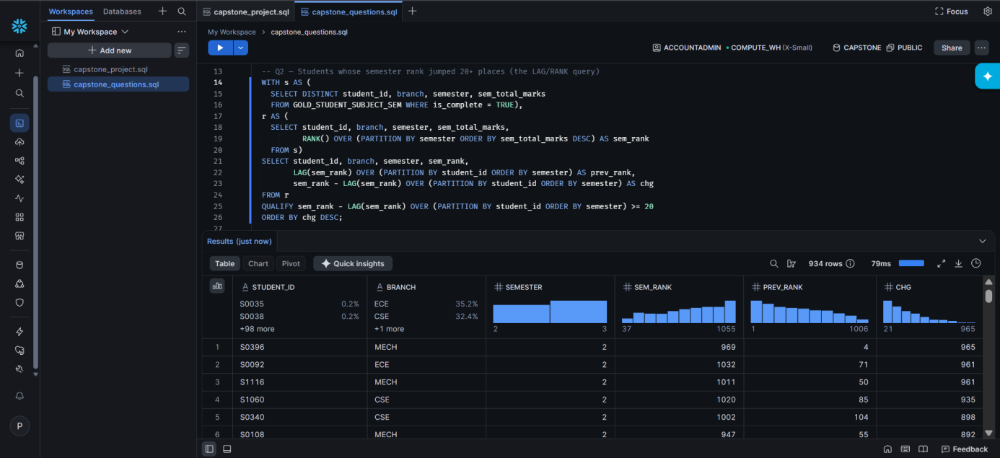 Workspaces Databases
capstone_project.sql capstone_questions.sql
Focus
My Workspace
Add new
capstone_project.sql
capstone_questions.sql
My Workspace > capstone_questions.sql
ACCOUNTADMIN COMPUTE_WH (X-Small) CAPSTONE PUBLIC Share
13 -- Q2 — Students whose semester rank jumped 20+ places (the LAG/RANK query)
14 WITH s AS (
15 SELECT DISTINCT student_id, branch, semester, sem_total_marks
16 FROM GOLD_STUDENT_SUBJECT_SEM WHERE is_complete = TRUE),
17 r AS (
18 SELECT student_id, branch, semester, sem_total_marks,
19 RANK() OVER (PARTITION BY semester ORDER BY sem_total_marks DESC) AS sem_rank
20 FROM s)
21 SELECT student_id, branch, semester, sem_rank,
22 LAG(sem_rank) OVER (PARTITION BY student_id ORDER BY semester) AS prev_rank,
23 sem_rank - LAG(sem_rank) OVER (PARTITION BY student_id ORDER BY semester) AS chg
24 FROM r
25 QUALIFY sem_rank - LAG(sem_rank) OVER (PARTITION BY student_id ORDER BY semester) >= 20
26 ORDER BY chg DESC;
27
Results (just now)
Table Chart Pivot Quick insights 934 rows 79ms
STUDENT_ID BRANCH SEMESTER SEM_RANK PREV_RANK CHG
S0035 0.2% ECE 35.2%
S0038 0.2% CSE 32.4%
+98 more +1 more 2 3 37 1055 1 1006 21 965
1 S0396 MECH 2 969 4 965
2 S0092 ECE 2 1032 71 961
3 S1116 MECH 2 1011 50 961
4 S1060 CSE 2 1020 85 935
5 S0340 CSE 2 1002 104 898
6 S0108 MECH 2 947 55 892
P
Feedback